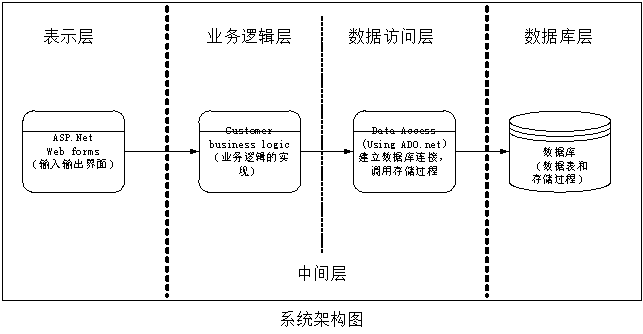 表示层
业务逻辑层
数据访问层
数据库层
ASP.Net
Web forms
（输入输出界面）
Customer
business logic
（业务逻辑的实
现）
Data Access
(Using ADO.net)
建立数据库连接，
调用存储过程
数据库
（数据表和
存储过程）
中间层
系统架构图